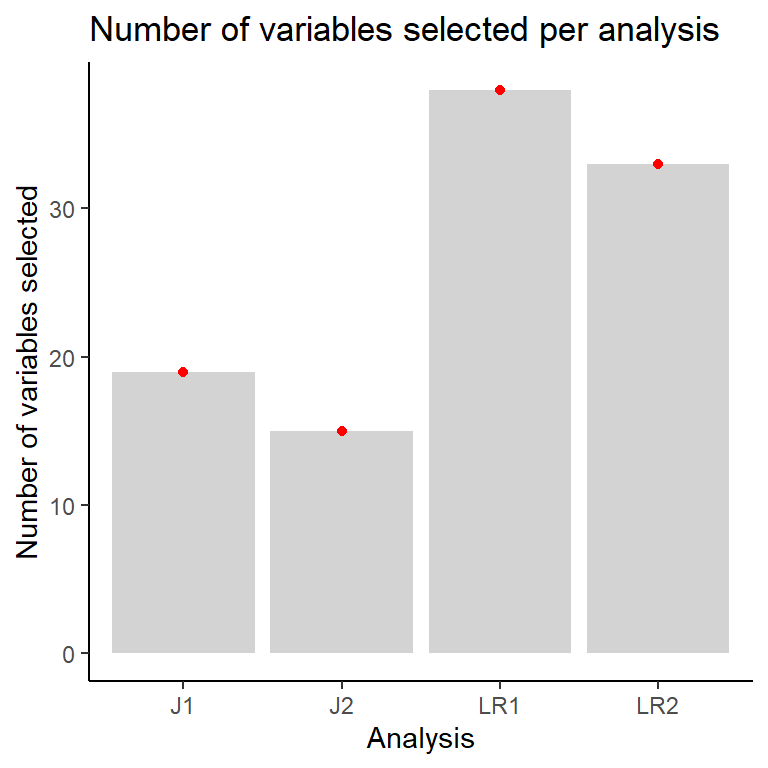 Number of variables selected per analysis
Number of variables selected
30
20
10
0
J1 J2 LR1 LR2
Analysis